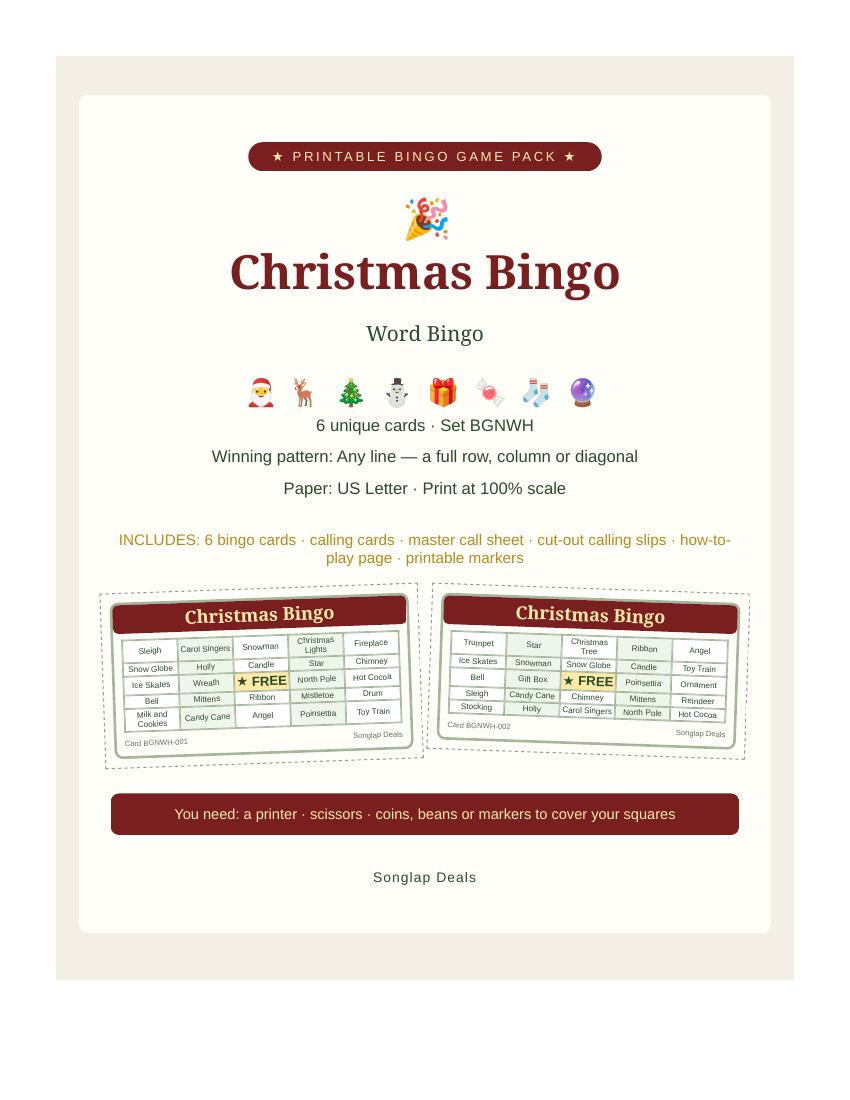 ★ PRINTABLE BINGO GAME PACK ★
Christmas Bingo
Word Bingo
6 unique cards · Set BGNWH
Winning pattern: Any line — a full row, column or diagonal
Paper: US Letter · Print at 100% scale
INCLUDES: 6 bingo cards · calling cards · master call sheet · cut-out calling slips · how-to-
play page · printable markers
Christmas Bingo
Sleigh Carol Singers Snowman Christmas Lights Fireplace
Snow Globe Holly Candle Star Chimney
Ice Skates Wreath ★ FREE North Pole Hot Cocoa
Bell Mittens Ribbon Mistletoe Drum
Milk and Cookies Candy Cane Angel Poinsettia Toy Train
Card BGNWH-001 Songlap Deals
Christmas Bingo
Trumpet Star Christmas Tree Ribbon Angel
Ice Skates Snowman Snow Globe Candle Toy Train
Bell Gift Box ★ FREE Poinsettia Ornament
Sleigh Candy Cane Chimney Mittens Reindeer
Stocking Holly Carol Singers North Pole Hot Cocoa
Card BGNWH-002 Songlap Deals
You need: a printer · scissors · coins, beans or markers to cover your squares
Songlap Deals